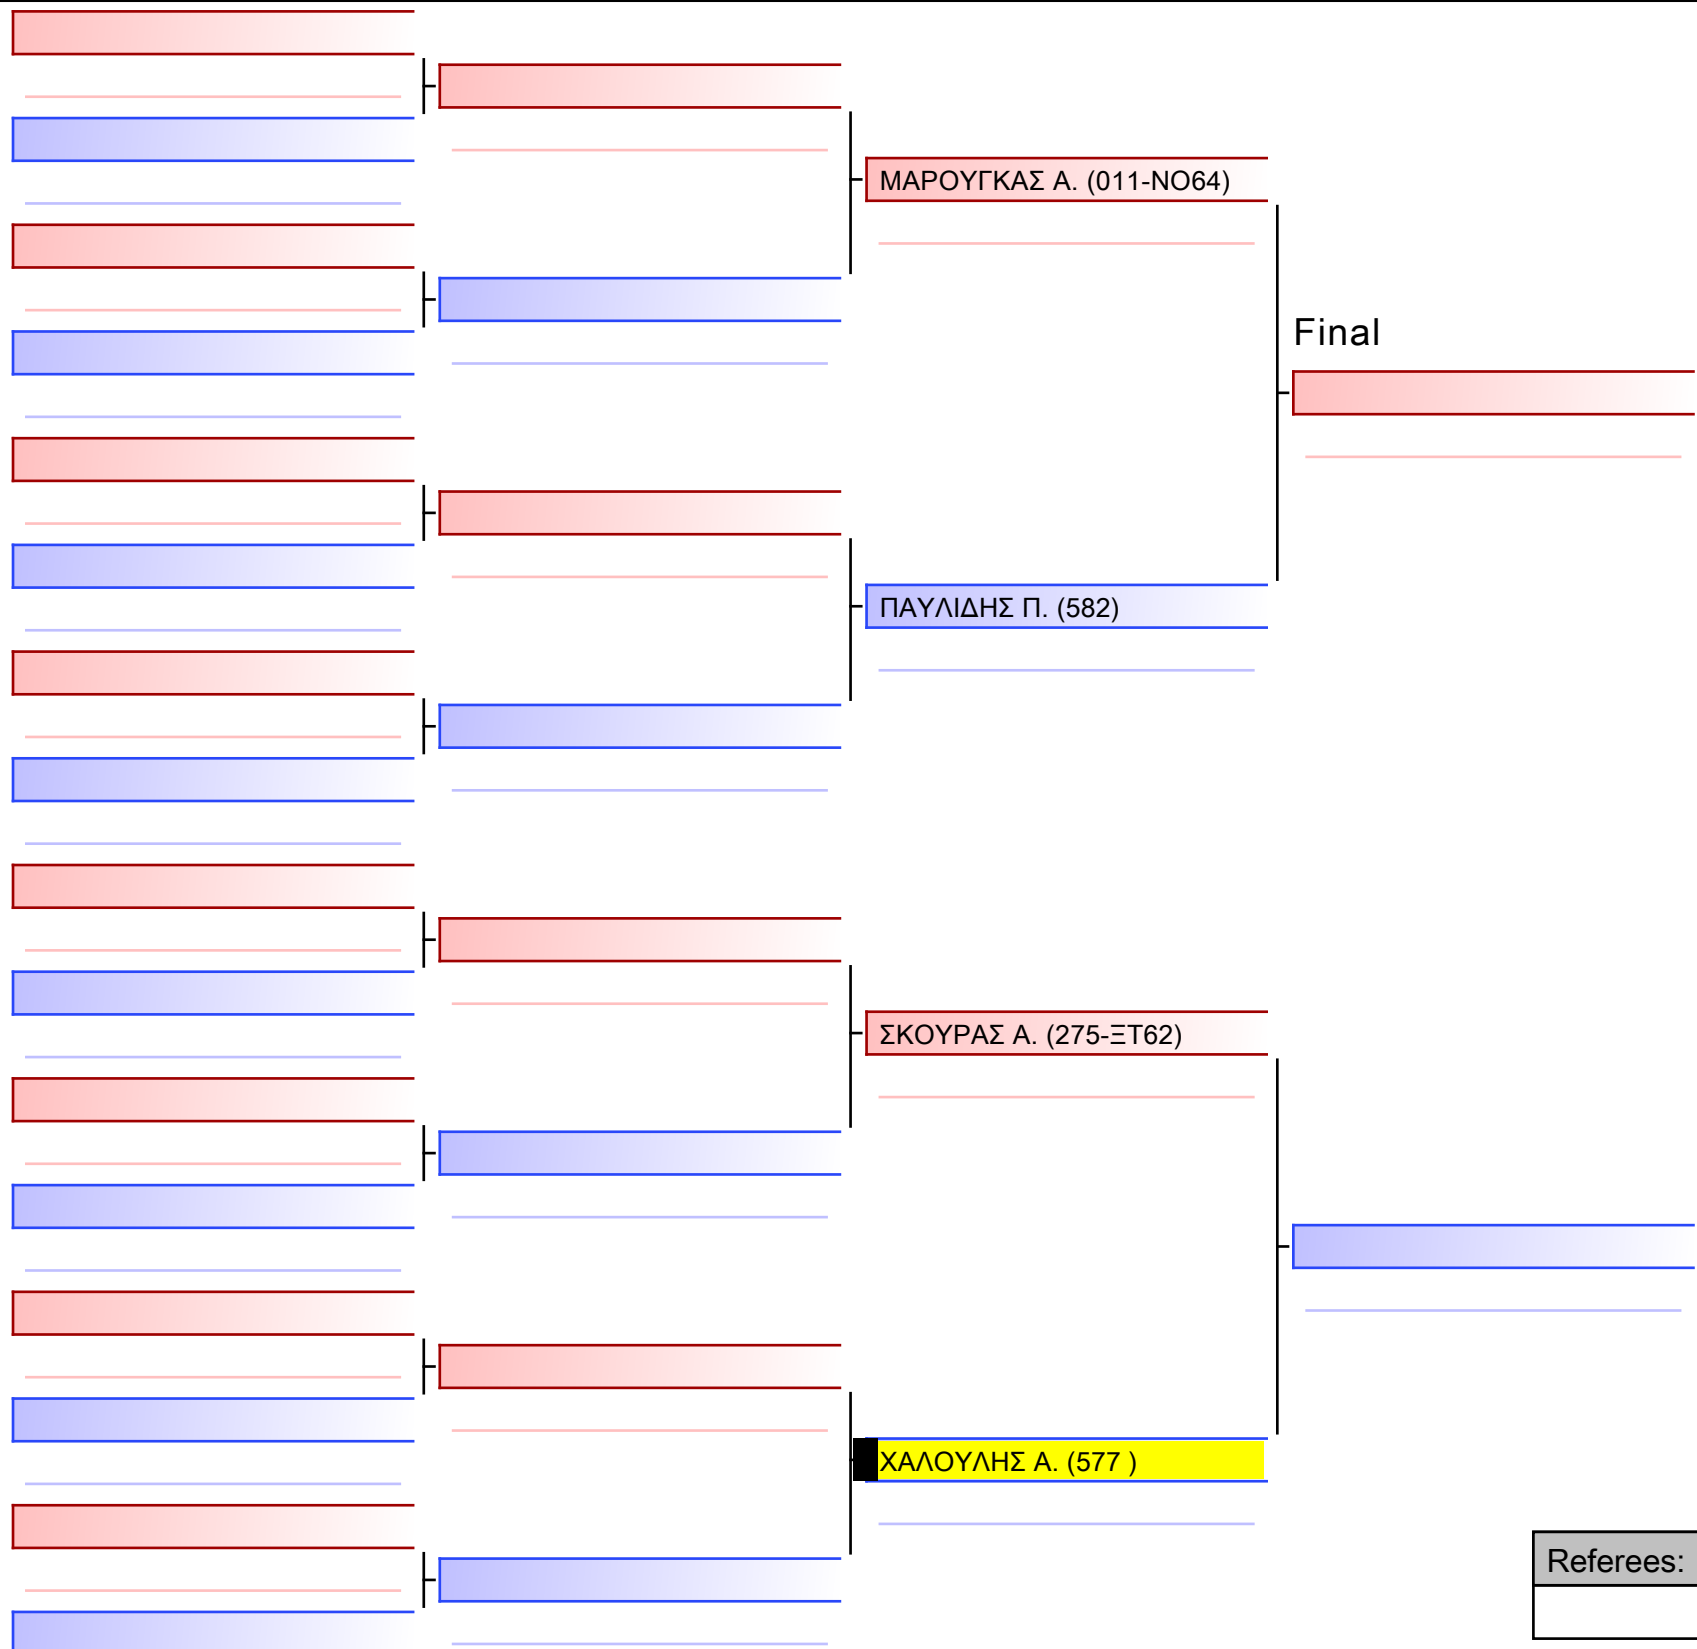 ΜΑΡΟΥΓΚΑΣ Α. (011-ΝΟ64)
Final
ΠΑΥΛΙΔΗΣ Π. (582)
ΣΚΟΥΡΑΣ Α. (275-ΞΤ62)
ΧΑΛΟΥΛΗΣ Α. (577 )
Referees: